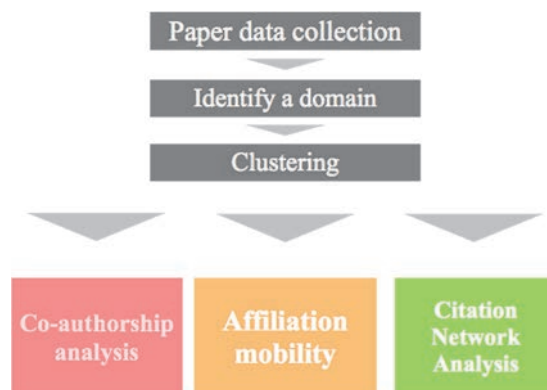 Paper data collection
Identify a domain
Clustering
Co-authorship
analysis
Affiliation
mobility
Citation
Network
Analysis